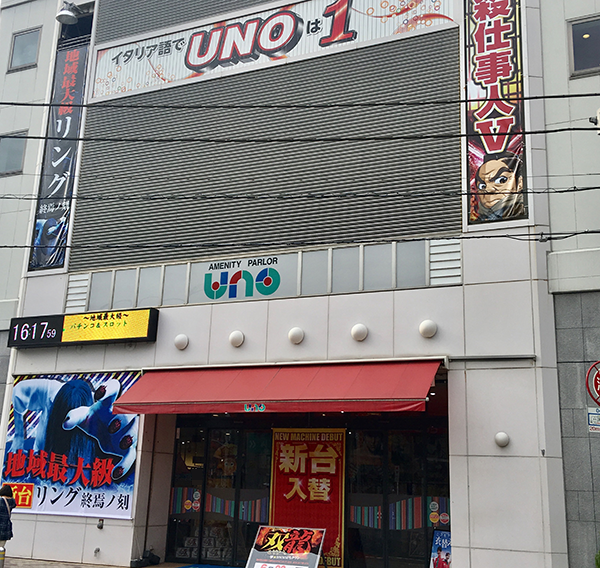 イタリア語でUNOは1
殺仕事人V
地域最大級リング
終焉ノ刻
AMENITY PARLOR
uno
16:17 59
～地域最大級～
パチンコ&スロット
uno
地域最大級
新台リング終焉ノ刻
NEW MACHINE DEBUT
新台
入替